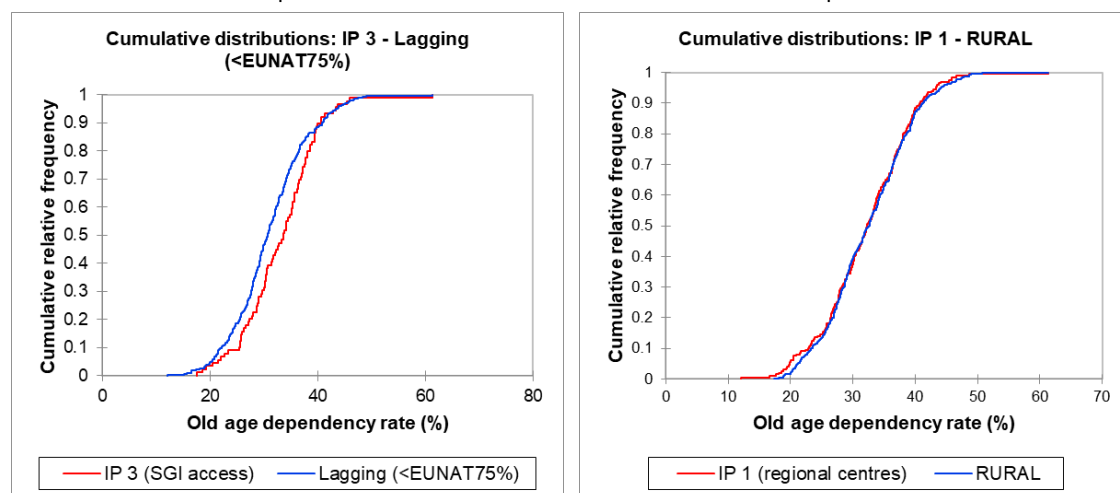 Cumulative distributions: IP 3 - Lagging
(<EUNAT75%)
Cumulative relative frequency
1
0.9
0.8
0.7
0.6
0.5
0.4
0.3
0.2
0.1
0
0 20 40 60 80
Old age dependency rate (%)
IP 3 (SGI access) Lagging (<EUNAT75%)
Cumulative distributions: IP 1 - RURAL
Cumulative relative frequency
1
0.9
0.8
0.7
0.6
0.5
0.4
0.3
0.2
0.1
0
0 10 20 30 40 50 60 70
Old age dependency rate (%)
IP 1 (regional centres) RURAL